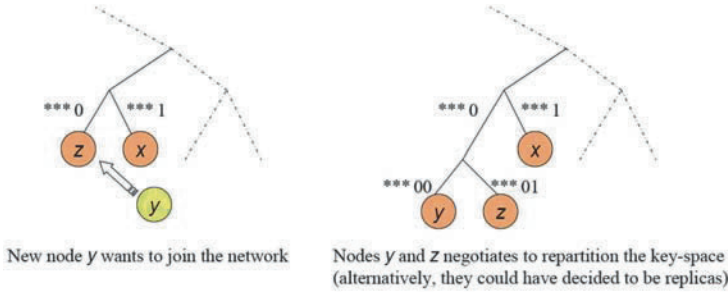 *** 0
*** 1
z
x
y
New node y wants to join the network
*** 0
*** 1
x
*** 00
*** 01
y
z
Nodes y and z negotiates to repartition the key-space
(alternatively, they could have decided to be replicas)